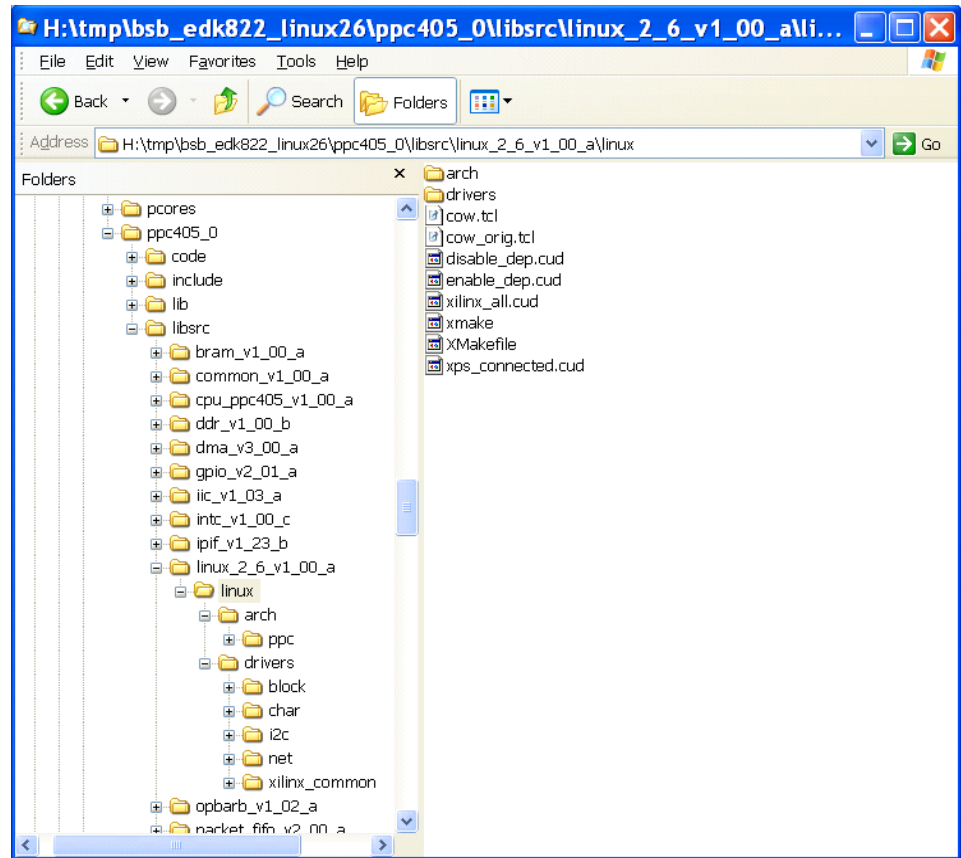 H:\tmp\bsb_edk822_linux26\ppc405_0\libsrc\linux_2_6_v1_00_a\li...
File Edit View Favorites Tools Help
Back Search Folders
Address H:\tmp\bsb_edk822_linux26\ppc405_0\libsrc\linux_2_6_v1_00_a\linux Go
Folders
pcores
ppc405_0
code
include
lib
libsrc
bram_v1_00_a
common_v1_00_a
cpu_ppc405_v1_00_a
ddr_v1_00_b
dma_v3_00_a
gpio_v2_01_a
iic_v1_03_a
intc_v1_00_c
ipif_v1_23_b
linux_2_6_v1_00_a
linux
arch
ppc
drivers
block
char
i2c
net
xilinx_common
opbarb_v1_02_a
packet_fifo_v2_00_a
arch
drivers
cow.tcl
cow_orig.tcl
disable_dep.cud
enable_dep.cud
xilinx_all.cud
xmake
XMakefile
xps_connected.cud